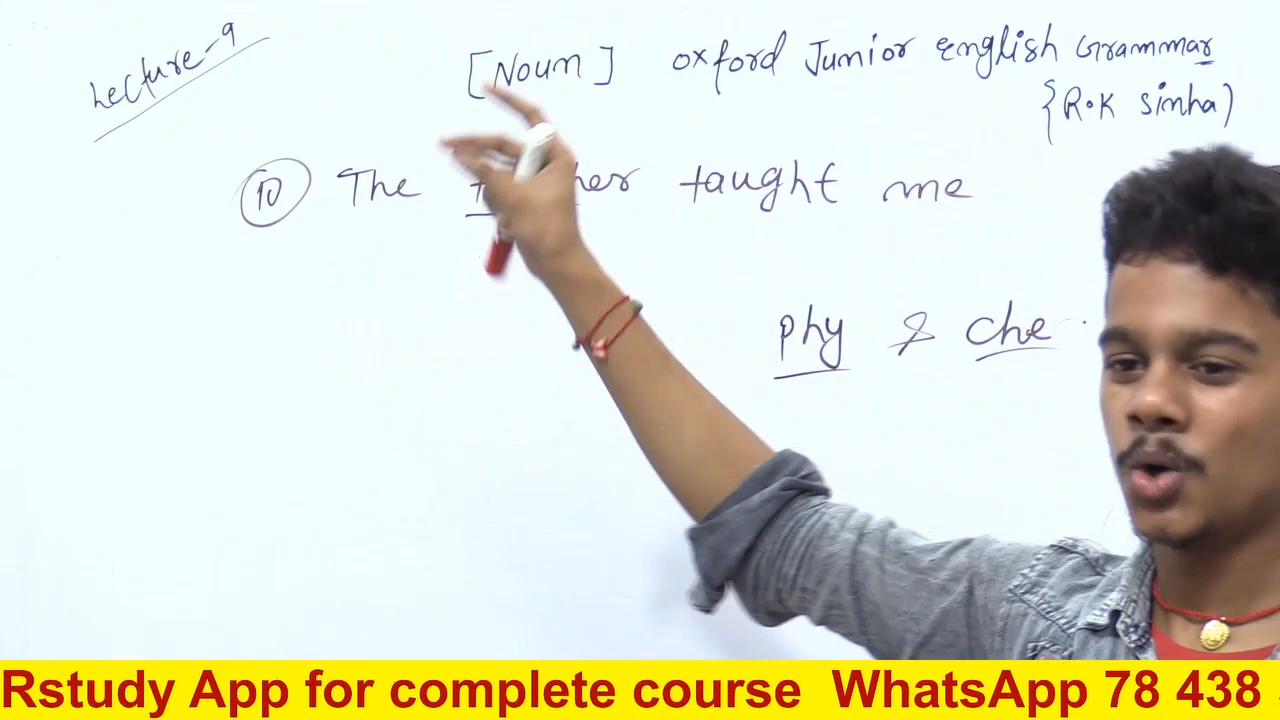 Lecture-9
[Noun] oxford Junior English Grammar
{R.K Sinha)
10 The taught me
phy & che
Rstudy App for complete course WhatsApp 78 438